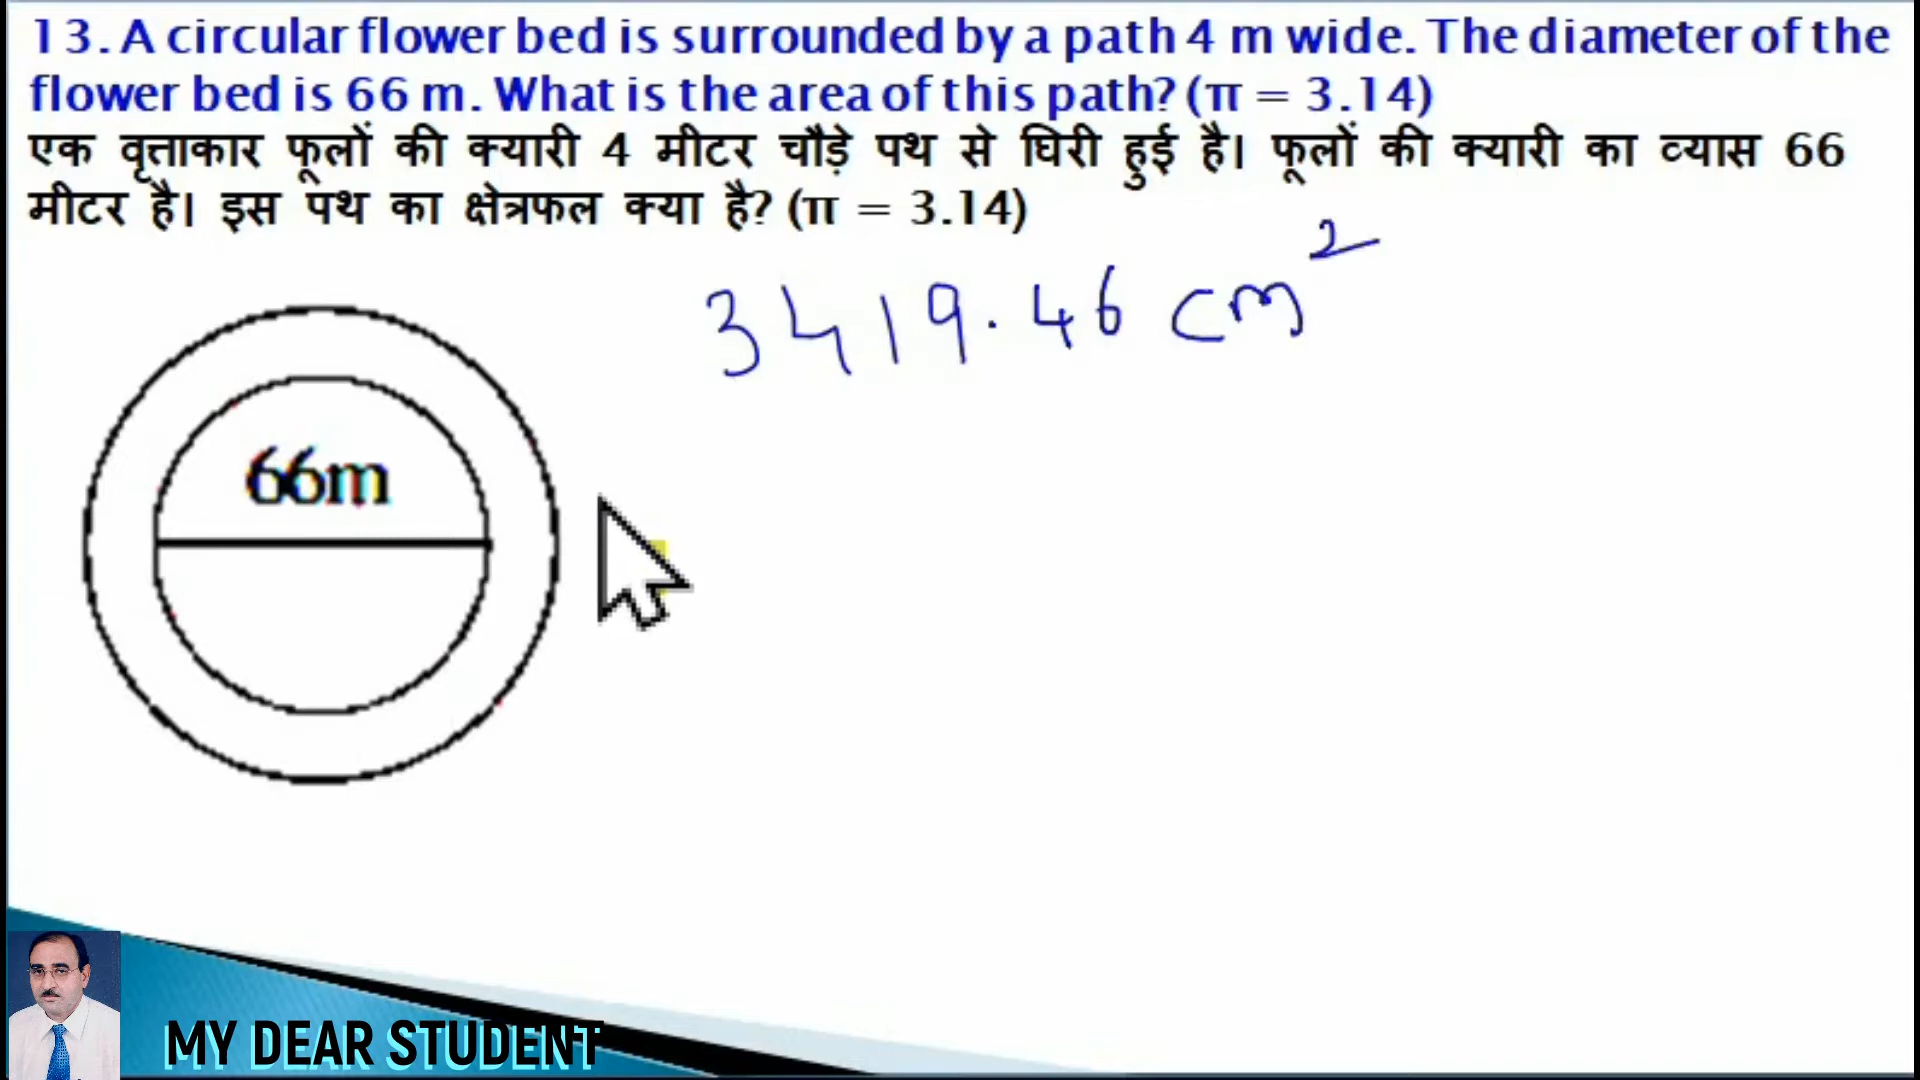 13. A circular flower bed is surrounded by a path 4 m wide. The diameter of the
flower bed is 66 m. What is the area of this path? (π = 3.14)
एक वृत्ताकार फूलों की क्यारी 4 मीटर चौड़े पथ से घिरी हुई है। फूलों की क्यारी का व्यास 66
मीटर है। इस पथ का क्षेत्रफल क्या है? (π = 3.14)
3419.46 cm²
66m
MY DEAR STUDENT